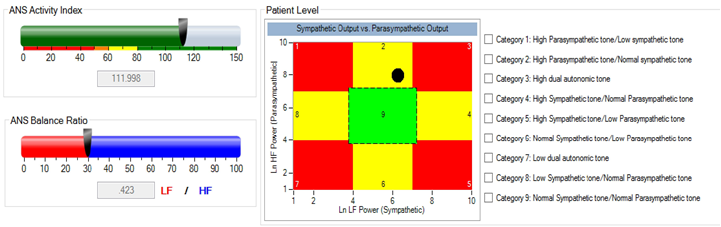 ANS Activity Index
0 20 40 60 80 100 120 150
111.998
ANS Balance Ratio
0 10 20 30 40 50 60 70 80 90 100
.423 LF / HF
Patient Level
Sympathetic Output vs. Parasympathetic Output
Ln HF Power (Parasympathetic)
10
8
6
4
2
1
1 2 3
8 9 4
7 6 5
1 2 4 6 8 10
Ln LF Power (Sympathetic)
Category 1: High Parasympathetic tone/Low sympathetic tone
Category 2: High Parasympathetic tone/Normal sympathetic tone
Category 3: High dual autonomic tone
Category 4: High Sympathetic tone/Normal Parasympathetic tone
Category 5: High Sympathetic tone/Low Parasympathetic tone
Category 6: Normal Sympathetic tone/Low Parasympathetic tone
Category 7: Low dual autonomic tone
Category 8: Low Sympathetic tone/Normal Parasympathetic tone
Category 9: Normal Sympathetic tone/Normal Parasympathetic tone